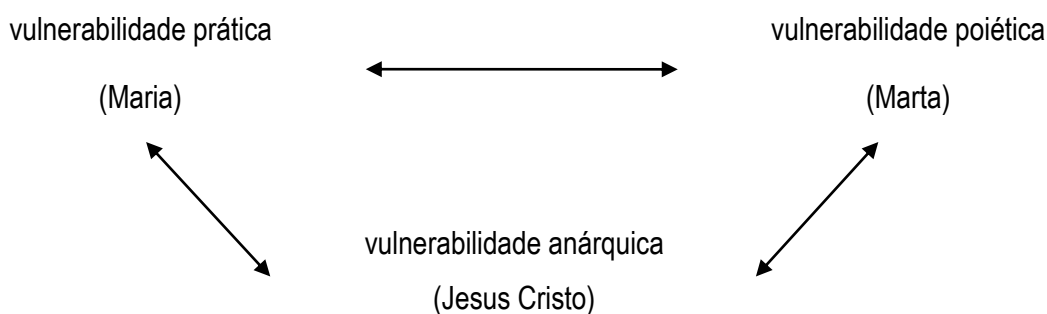 vulnerabilidade prática
vulnerabilidade poiética
(Maria)
(Marta)
vulnerabilidade anárquica
(Jesus Cristo)